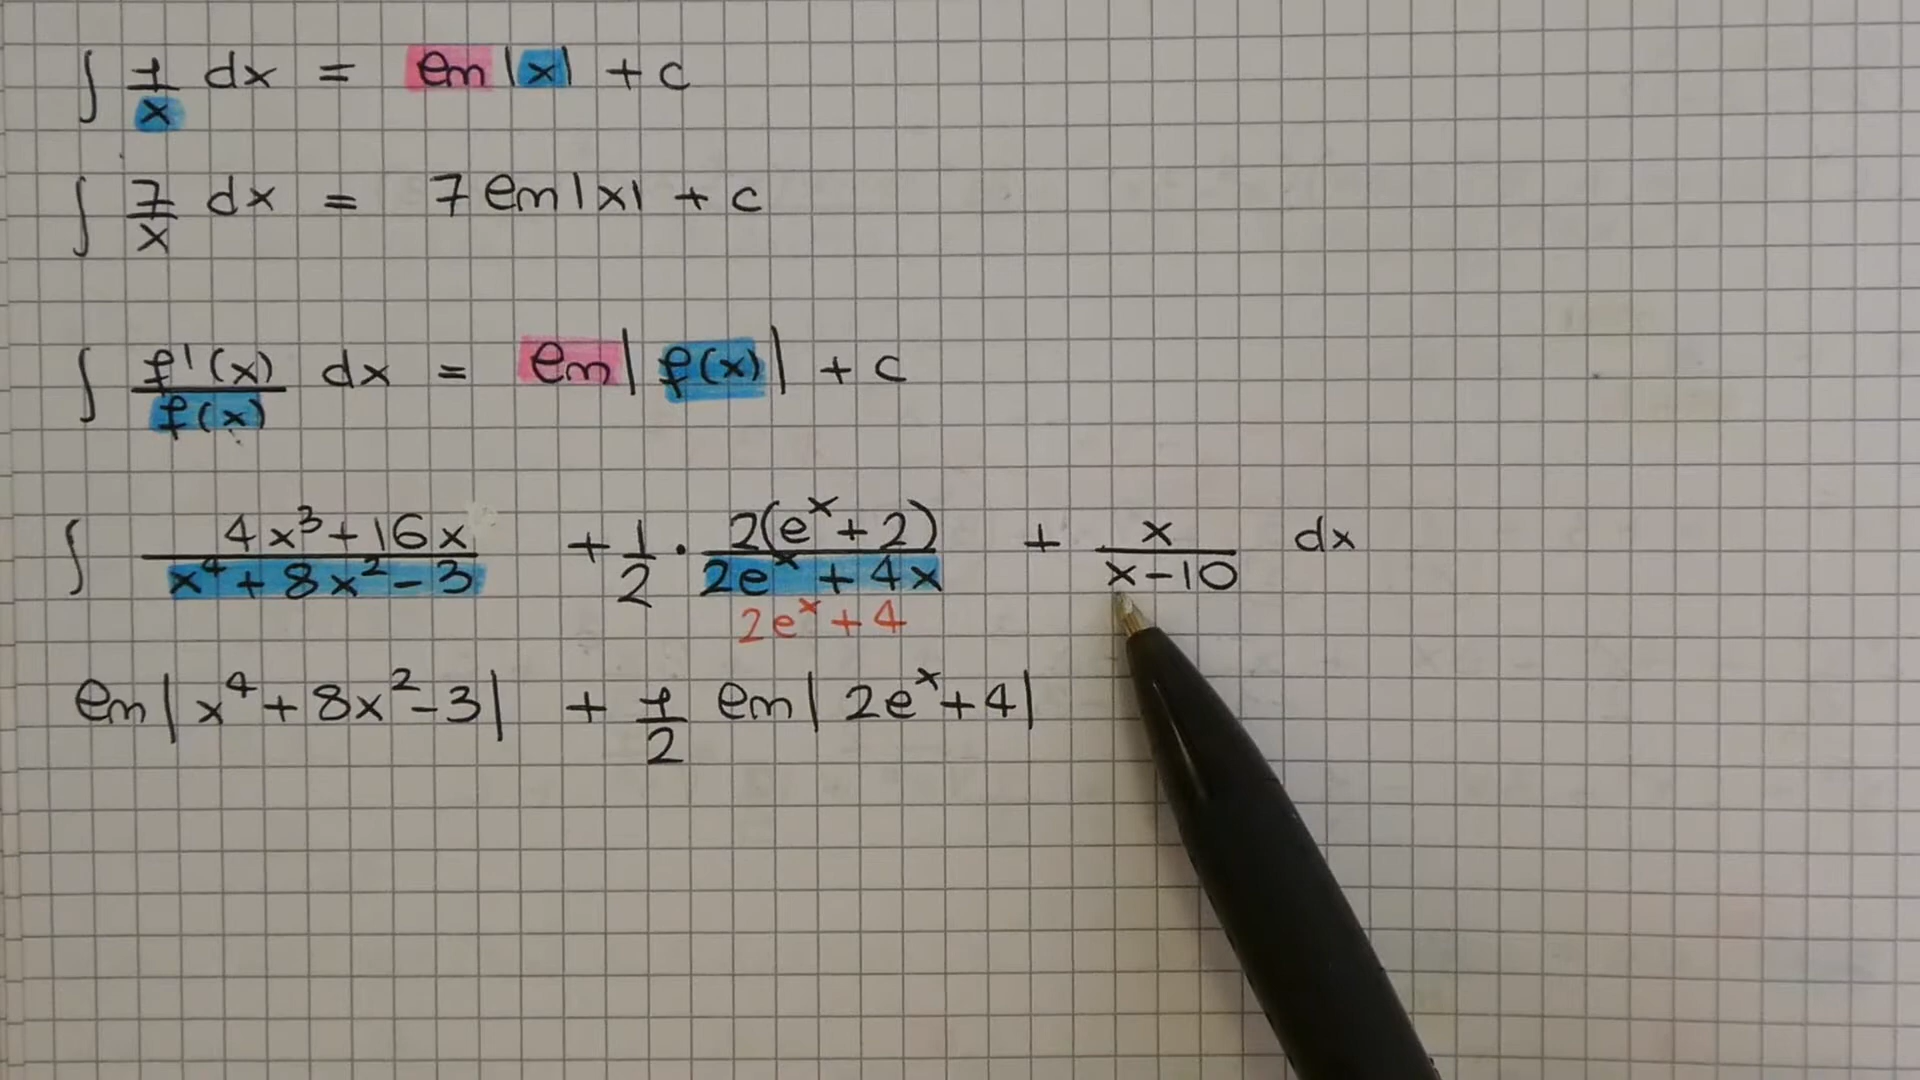 ∫ 1/x dx = ln |x| + c
∫ 7/x dx = 7 ln |x| + c
∫ f'(x)/f(x) dx = ln | f(x) | + c
∫ (4x³ + 16x)/(x⁴ + 8x² - 3) + 1/2 · 2(eˣ + 2)/(2eˣ + 4x) + x/(x - 10) dx
2eˣ + 4
ln | x⁴ + 8x² - 3 | + 1/2 ln | 2eˣ + 4 |